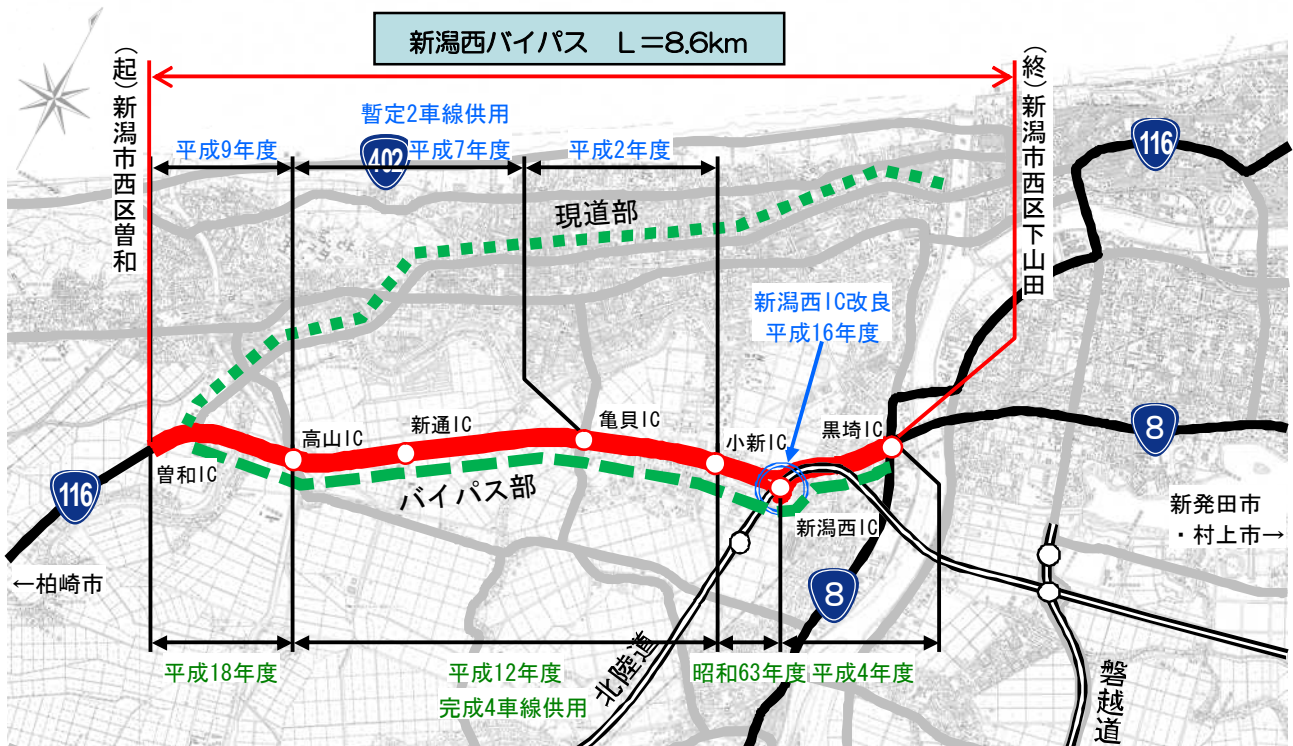 新潟西バイパス　L=8.6km
(起)新潟市西区曽和
(終)新潟市西区下山田
暫定2車線供用
平成9年度
402
平成7年度
平成2年度
116
現道部
新潟西IC改良
平成16年度
高山IC
新通IC
亀貝IC
小新IC
黒埼IC
8
曽和IC
116
バイパス部
新潟西IC
新発田市
・村上市→
←柏崎市
8
北陸道
磐越道
平成18年度
平成12年度
昭和63年度
平成4年度
完成4車線供用